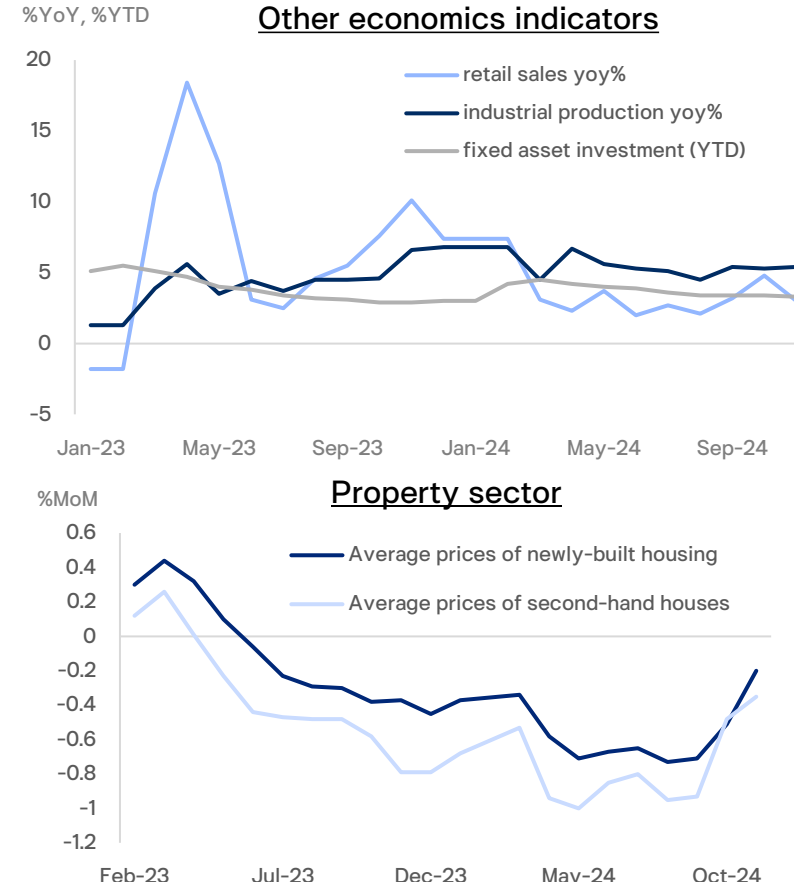 %YoY, %YTD
Other economics indicators
retail sales yoy%
industrial production yoy%
fixed asset investment (YTD)
20
15
10
5
0
-5
Jan-23 May-23 Sep-23 Jan-24 May-24 Sep-24
%MoM
Property sector
Average prices of newly-built housing
Average prices of second-hand houses
0.6
0.4
0.2
0
-0.2
-0.4
-0.6
-0.8
-1
-1.2
Feb-23 Jul-23 Dec-23 May-24 Oct-24